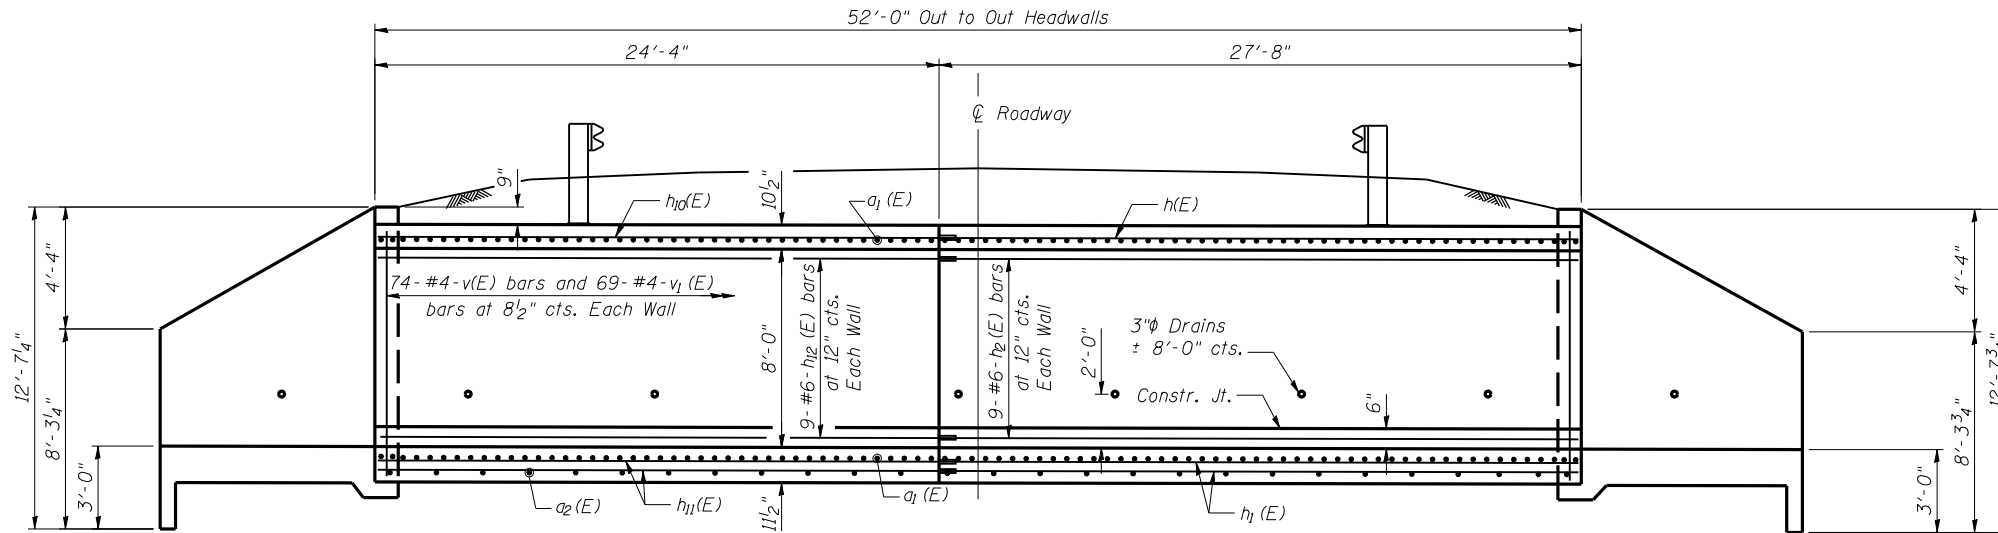 52'-0" Out to Out Headwalls
24'-4"
27'-8"
℄ Roadway
9"
10½"
h10(E)
a1 (E)
h(E)
4'-4"
12'-7¼"
8'-3¼"
3'-0"
74- #4-v(E) bars and 69- #4-v1 (E)
bars at 8½" cts. Each Wall
8'-0"
9- #6-h12 (E) bars
at 12" cts.
Each Wall
9- #6-h2(E) bars
at 12" cts.
Each Wall
2'-0"
3"ϕ Drains
± 8'-0" cts.
Constr. Jt.
6"
4'-4"
8'-3¾"
3'-0"
a2 (E)
h11(E)
11½"
a1 (E)
h1 (E)